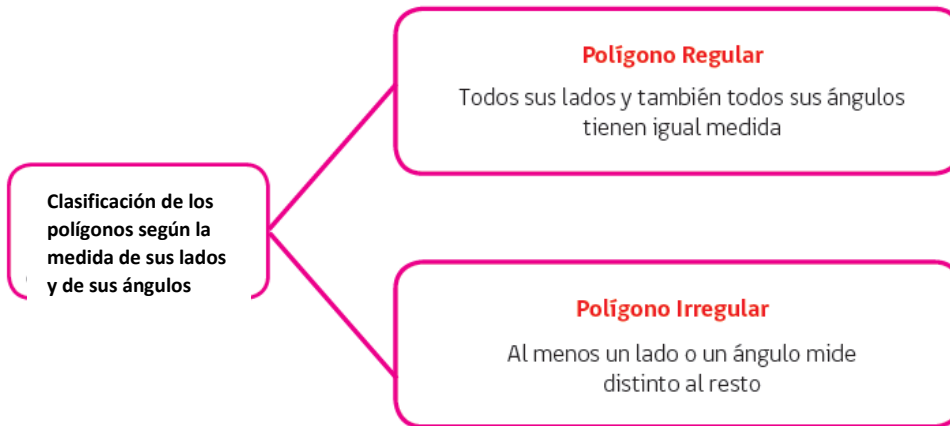 Clasificación de los
polígonos según la
medida de sus lados
y de sus ángulos
Polígono Regular
Todos sus lados y también todos sus ángulos
tienen igual medida
Polígono Irregular
Al menos un lado o un ángulo mide
distinto al resto